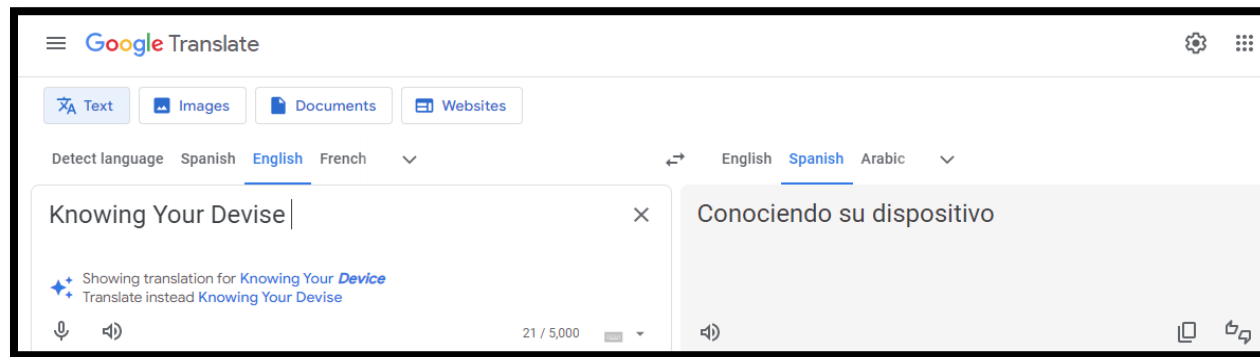 Google Translate
Text Images Documents Websites
Detect language Spanish English French English Spanish Arabic
Knowing Your Devise
Conociendo su dispositivo
Showing translation for Knowing Your Device
Translate instead Knowing Your Devise
21 / 5,000